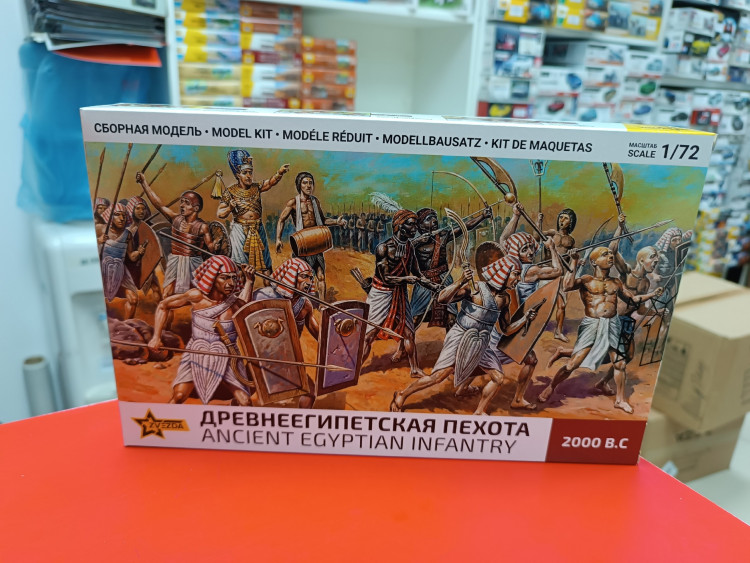 СБОРНАЯ МОДЕЛЬ • MODEL KIT • MODÉLE RÉDUIT • MODELLBAUSATZ • KIT DE MAQUETAS
МАСШТАБ
SCALE 1/72
ZVEZDA
ДРЕВНЕЕГИПЕТСКАЯ ПЕХОТА
ANCIENT EGYPTIAN INFANTRY
2000 B.C